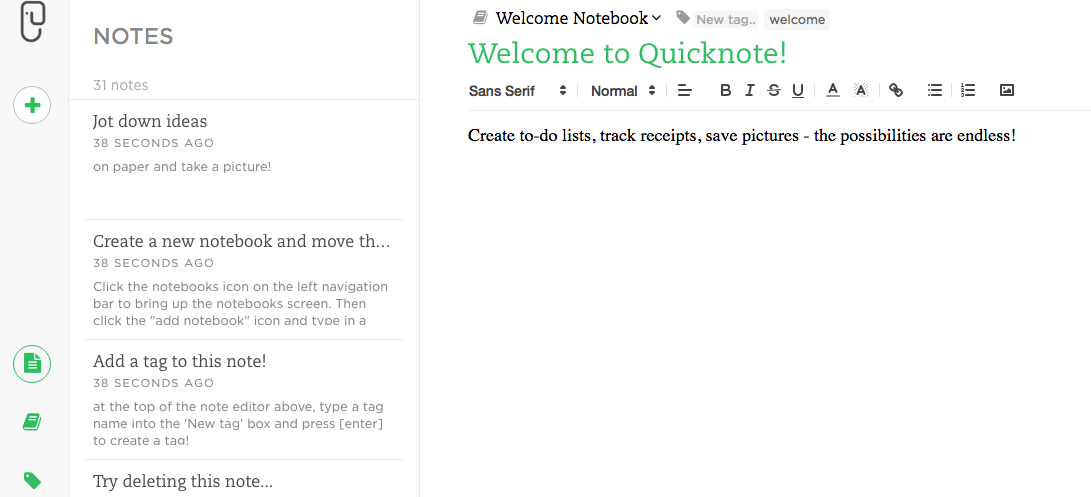 NOTES
31 notes
Jot down ideas
38 SECONDS AGO
on paper and take a picture!
Create a new notebook and move th...
38 SECONDS AGO
Click the notebooks icon on the left navigation
bar to bring up the notebooks screen. Then
click the "add notebook" icon and type in a
Add a tag to this note!
38 SECONDS AGO
at the top of the note editor above, type a tag
name into the 'New tag' box and press [enter]
to create a tag!
Try deleting this note...
Welcome Notebook New tag.. welcome
Welcome to Quicknote!
Sans Serif Normal B I S U A A
Create to-do lists, track receipts, save pictures - the possibilities are endless!